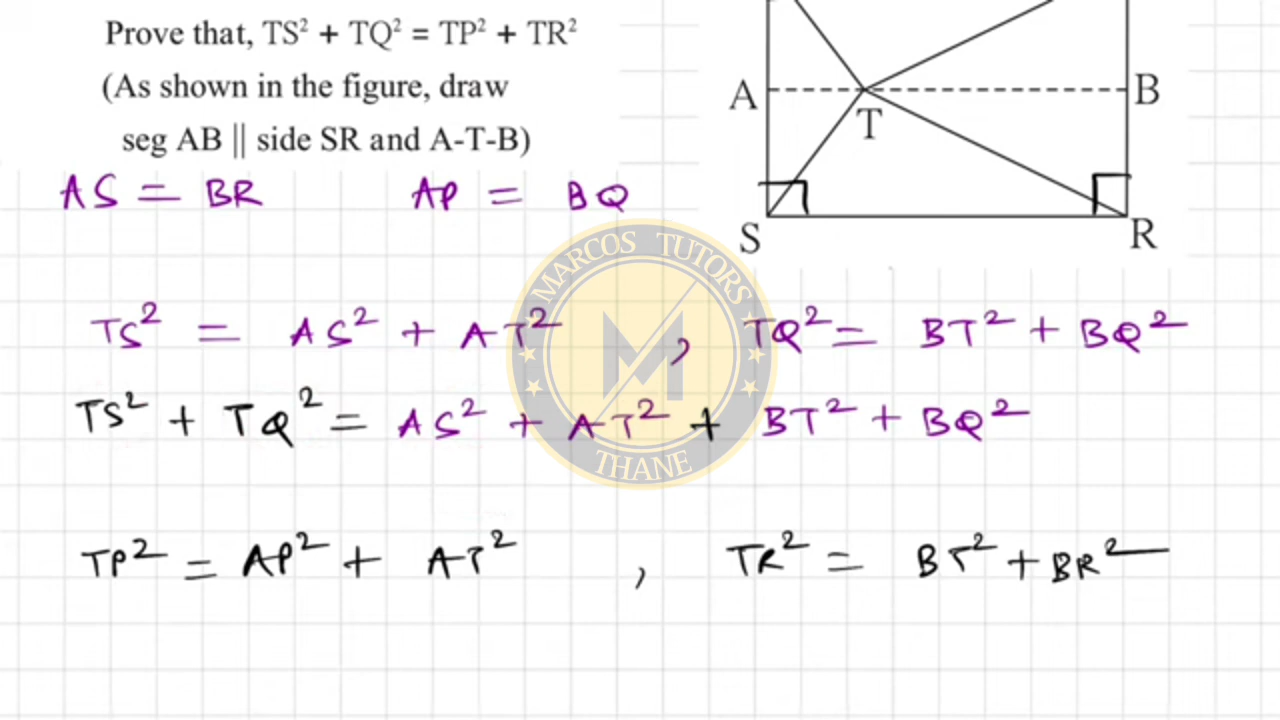 Prove that, TS² + TQ² = TP² + TR²
(As shown in the figure, draw
seg AB || side SR and A-T-B)
A
B
T
S
R
AS = BR AP = BQ
MARCOS TUTORS
M
THANE
TS² = AS² + AT² , TQ² = BT² + BQ²
TS² + TQ² = AS² + AT² + BT² + BQ²
TP² = AP² + AT² , TR² = BT² + BR²